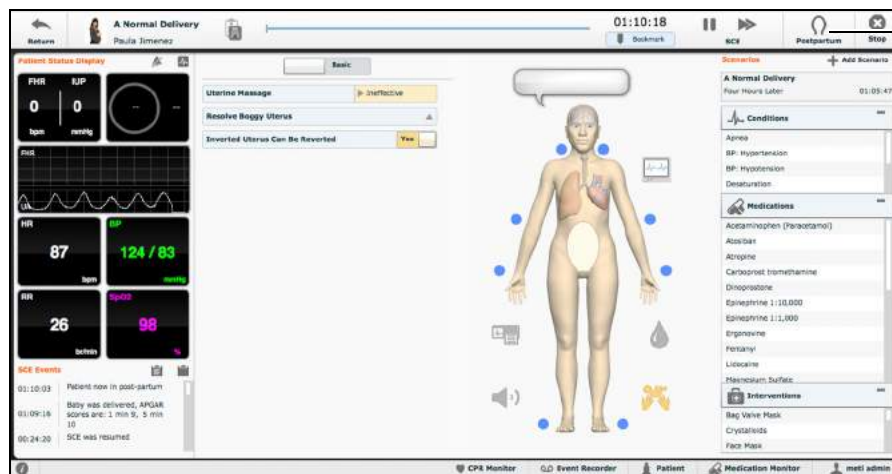 Return
A Normal Delivery
Paula Jimenez
01:10:18
Bookmark
SCE
Postpartum
Stop
Patient Status Display
FHR
IUP
0
0
bpm
mmHg
--
--
FHR
UA
HR
87
bpm
BP
124 / 83
mmHg
RR
26
br/min
SpO2
98
%
SCE Events
01:10:03 Patient now in post-partum
01:09:16 Baby was delivered, APGAR
scores are: 1 min 9, 5 min
10
00:24:20 SCE was resumed
Basic
Uterine Massage
Ineffective
Resolve Boggy Uterus
Inverted Uterus Can Be Reverted
Yes
Scenarios
Add Scenario
A Normal Delivery
Four Hours Later 01:05:47
Conditions
Apnea
BP: Hypertension
BP: Hypotension
Desaturation
Medications
Acetaminophen (Paracetamol)
Atosiban
Atropine
Carboprost tromethamine
Dinoprostone
Epinephrine 1:10,000
Epinephrine 1:1,000
Ergonovine
Fentanyl
Lidocaine
Magnesium Sulfate
Interventions
Bag Valve Mask
Crystalloids
Face Mask
CPR Monitor
Event Recorder
Patient
Medication Monitor
meti admin